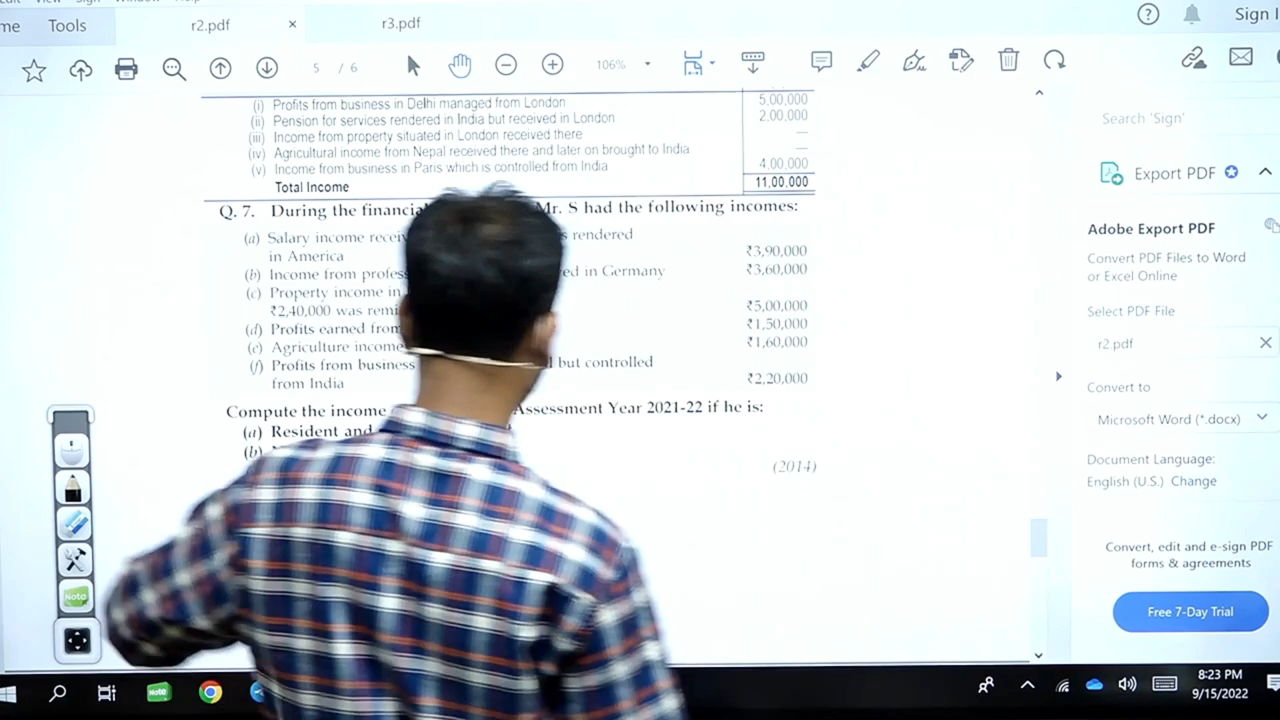 Edit View Sign Window Help
me Tools r2.pdf × r3.pdf ? Sign I
5 / 6 106%
(i) Profits from business in Delhi managed from London 5,00,000
(ii) Pension for services rendered in India but received in London 2,00,000
(iii) Income from property situated in London received there —
(iv) Agricultural income from Nepal received there and later on brought to India —
(v) Income from business in Paris which is controlled from India 4,00,000
Total Income 11,00,000
Q. 7. During the financia Mr. S had the following incomes:
(a) Salary income receiv s rendered
in America ₹3,90,000
(b) Income from profes ed in Germany ₹3,60,000
(c) Property income in
₹2,40,000 was remi ₹5,00,000
(d) Profits earned from ₹1,50,000
(e) Agriculture income ₹1,60,000
(f) Profits from business l but controlled
from India ₹2,20,000
Compute the income Assessment Year 2021-22 if he is:
(a) Resident and
(b)
(2014)
Search 'Sign'
Export PDF
Adobe Export PDF
Convert PDF Files to Word
or Excel Online
Select PDF File
r2.pdf ×
Convert to
Microsoft Word (*.docx)
Document Language:
English (U.S.) Change
Convert, edit and e-sign PDF
forms & agreements
Free 7-Day Trial
Note
Note
8:23 PM
9/15/2022